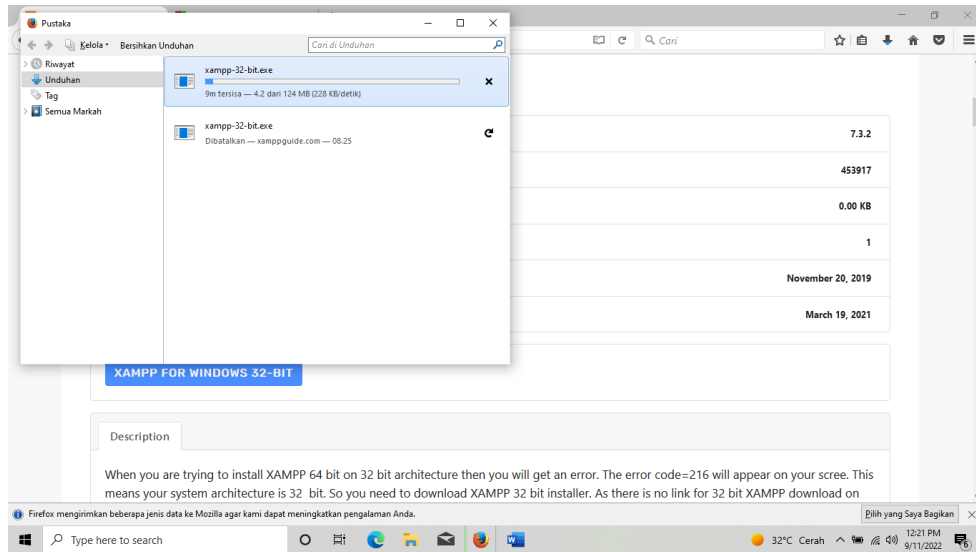 Pustaka
Kelola
Bersihkan Unduhan
Cari di Unduhan
Cari
Riwayat
Unduhan
Tag
Semua Markah
xampp-32-bit.exe
9m tersisa — 4.2 dari 124 MB (228 KB/detik)
xampp-32-bit.exe
Dibatalkan — xamppguide.com — 08.25
7.3.2
453917
0.00 KB
1
November 20, 2019
March 19, 2021
XAMPP FOR WINDOWS 32-BIT
Description
When you are trying to install XAMPP 64 bit on 32 bit architecture then you will get an error. The error code=216 will appear on your scree. This
means your system architecture is 32 bit. So you need to download XAMPP 32 bit installer. As there is no link for 32 bit XAMPP download on
Firefox mengirimkan beberapa jenis data ke Mozilla agar kami dapat meningkatkan pengalaman Anda.
Pilih yang Saya Bagikan
Type here to search
32°C Cerah
12:21 PM
9/11/2022
6